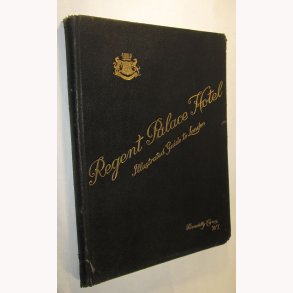 Regent Palace Hotel
Illustrated Guide to London
Piccadilly Circus
W.1.